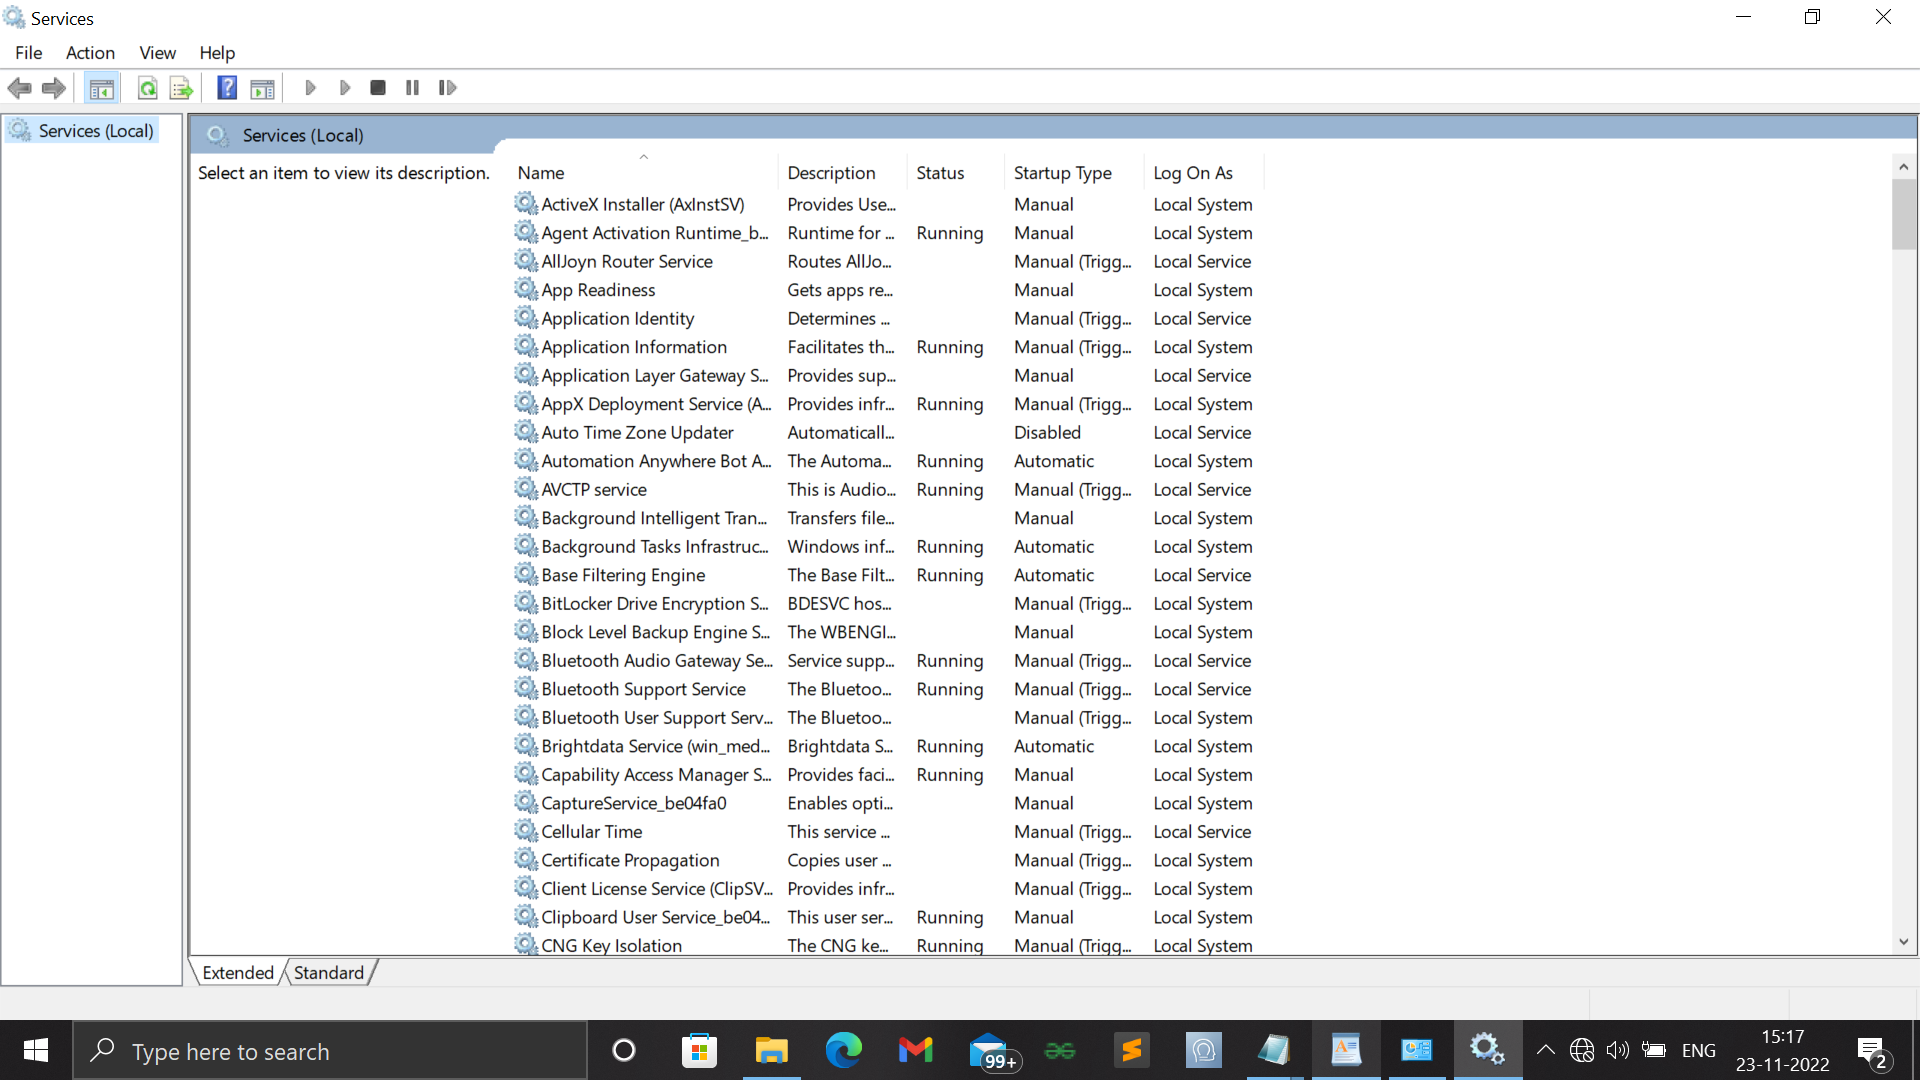 Services
File Action View Help
Services (Local)
Services (Local)
Select an item to view its description.
Name Description Status Startup Type Log On As
ActiveX Installer (AxInstSV) Provides Use... Manual Local System
Agent Activation Runtime_b... Runtime for ... Running Manual Local System
AllJoyn Router Service Routes AllJo... Manual (Trigg... Local Service
App Readiness Gets apps re... Manual Local System
Application Identity Determines ... Manual (Trigg... Local Service
Application Information Facilitates th... Running Manual (Trigg... Local System
Application Layer Gateway S... Provides sup... Manual Local Service
AppX Deployment Service (A... Provides infr... Running Manual (Trigg... Local System
Auto Time Zone Updater Automaticall... Disabled Local Service
Automation Anywhere Bot A... The Automa... Running Automatic Local System
AVCTP service This is Audio... Running Manual (Trigg... Local Service
Background Intelligent Tran... Transfers file... Manual Local System
Background Tasks Infrastruc... Windows inf... Running Automatic Local System
Base Filtering Engine The Base Filt... Running Automatic Local Service
BitLocker Drive Encryption S... BDESVC hos... Manual (Trigg... Local System
Block Level Backup Engine S... The WBENGI... Manual Local System
Bluetooth Audio Gateway Se... Service supp... Running Manual (Trigg... Local Service
Bluetooth Support Service The Bluetoo... Running Manual (Trigg... Local Service
Bluetooth User Support Serv... The Bluetoo... Manual (Trigg... Local System
Brightdata Service (win_med... Brightdata S... Running Automatic Local System
Capability Access Manager S... Provides faci... Running Manual Local System
CaptureService_be04fa0 Enables opti... Manual Local System
Cellular Time This service ... Manual (Trigg... Local Service
Certificate Propagation Copies user ... Manual (Trigg... Local System
Client License Service (ClipSV... Provides infr... Manual (Trigg... Local System
Clipboard User Service_be04... This user ser... Running Manual Local System
CNG Key Isolation The CNG ke... Running Manual (Trigg... Local System
Extended Standard
Type here to search
99+
ENG
15:17
23-11-2022
2